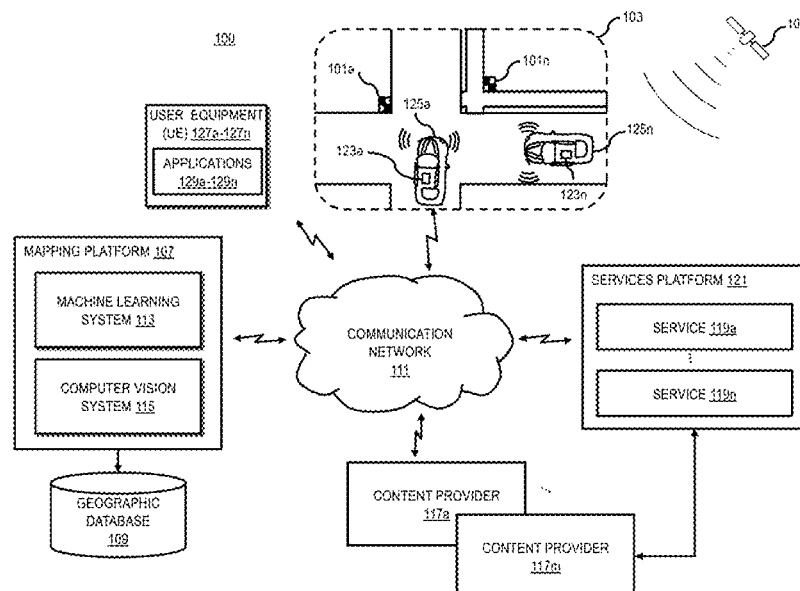 100
103
101a
101n
125a
125n
123a
123n
USER EQUIPMENT
(UE) 127a-127n
APPLICATIONS
129a-129n
MAPPING PLATFORM 107
MACHINE LEARNING
SYSTEM 113
COMPUTER VISION
SYSTEM 115
GEOGRAPHIC
DATABASE
109
COMMUNICATION
NETWORK
111
SERVICES PLATFORM 121
SERVICE 119a
SERVICE 119n
CONTENT PROVIDER
117a
CONTENT PROVIDER
117m